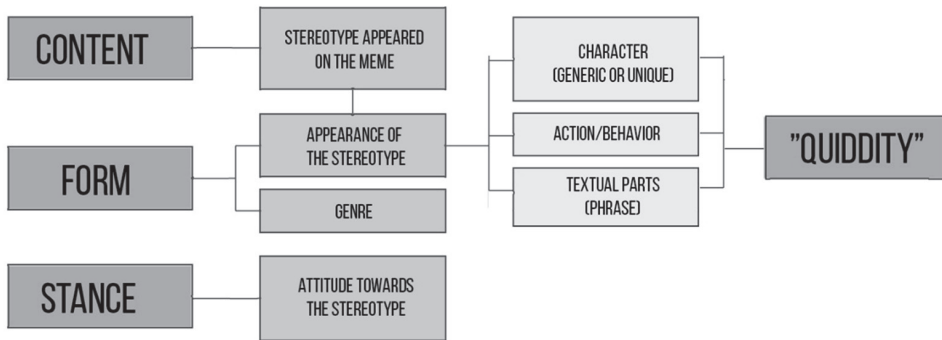 CONTENT
STEREOTYPE APPEARED
ON THE MEME
FORM
APPEARANCE OF
THE STEREOTYPE
GENRE
STANCE
ATTITUDE TOWARDS
THE STEREOTYPE
CHARACTER
(GENERIC OR UNIQUE)
ACTION/BEHAVIOR
TEXTUAL PARTS
(PHRASE)
"QUIDDITY"